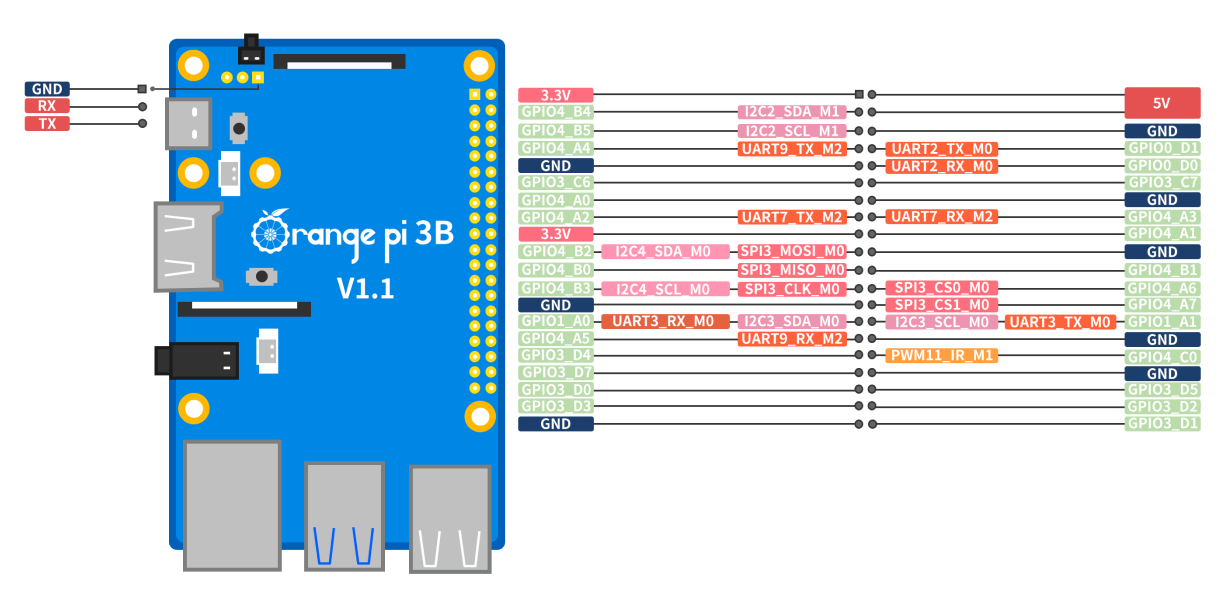 GND
RX
TX
Orange pi 3B
V1.1
3.3V 5V
GPIO4_B4 I2C2_SDA_M1
GPIO4_B5 I2C2_SCL_M1 GND
GPIO4_A4 UART9_TX_M2 UART2_TX_M0 GPIO0_D1
GND UART2_RX_M0 GPIO0_D0
GPIO3_C6 GPIO3_C7
GPIO4_A0 GND
GPIO4_A2 UART7_TX_M2 UART7_RX_M2 GPIO4_A3
3.3V GPIO4_A1
GPIO4_B2 I2C4_SDA_M0 SPI3_MOSI_M0 GND
GPIO4_B0 SPI3_MISO_M0 GPIO4_B1
GPIO4_B3 I2C4_SCL_M0 SPI3_CLK_M0 SPI3_CS0_M0 GPIO4_A6
GND SPI3_CS1_M0 GPIO4_A7
GPIO1_A0 UART3_RX_M0 I2C3_SDA_M0 I2C3_SCL_M0 UART3_TX_M0 GPIO1_A1
GPIO4_A5 UART9_RX_M2 GND
GPIO3_D4 PWM11_IR_M1 GPIO4_C0
GPIO3_D7 GND
GPIO3_D0 GPIO3_D5
GPIO3_D3 GPIO3_D2
GND GPIO3_D1